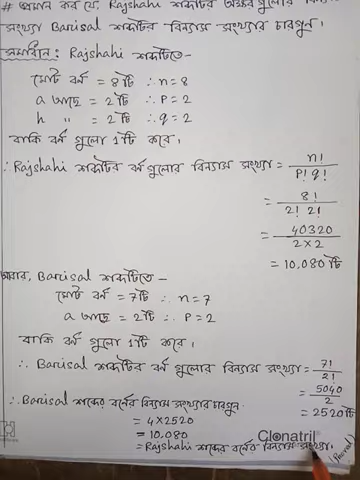 # প্রমাণ কর যে Rajshahi শব্দটির অক্ষরগুলোর বিন্যাস
সংখ্যা Barisal শব্দটির বিন্যাস সংখ্যার চারগুন।
সমাধান : Rajshahi শব্দটিতে-
মোট বর্ন = 8টি ∴ n = 8
a আছে = 2টি ∴ P = 2
h " = 2টি ∴ q = 2
বাকি বর্ন গুলো 1টি করে।
∴ Rajshahi শব্দটির বর্নগুলোর বিন্যাস সংখ্যা = n! / P! q!
= 8! / 2! 2!
= 40320 / 2×2
= 10,080টি
আবার, Barisal শব্দটিতে-
মোট বর্ন = 7টি ∴ n = 7
a আছে = 2টি ∴ P = 2
বাকি বর্ন গুলো 1টি করে।
∴ Barisal শব্দটির বর্ন গুলোর বিন্যাস সংখ্যা = 7! / 2!
= 5040 / 2
= 2520টি
∴ Barisal শব্দের বর্নের বিন্যাস সংখ্যার চারগুন
= 4×2520
= 10,080
= Rajshahi শব্দের বর্নের বিন্যাস সংখ্যা।
(Proved)
Clonatril